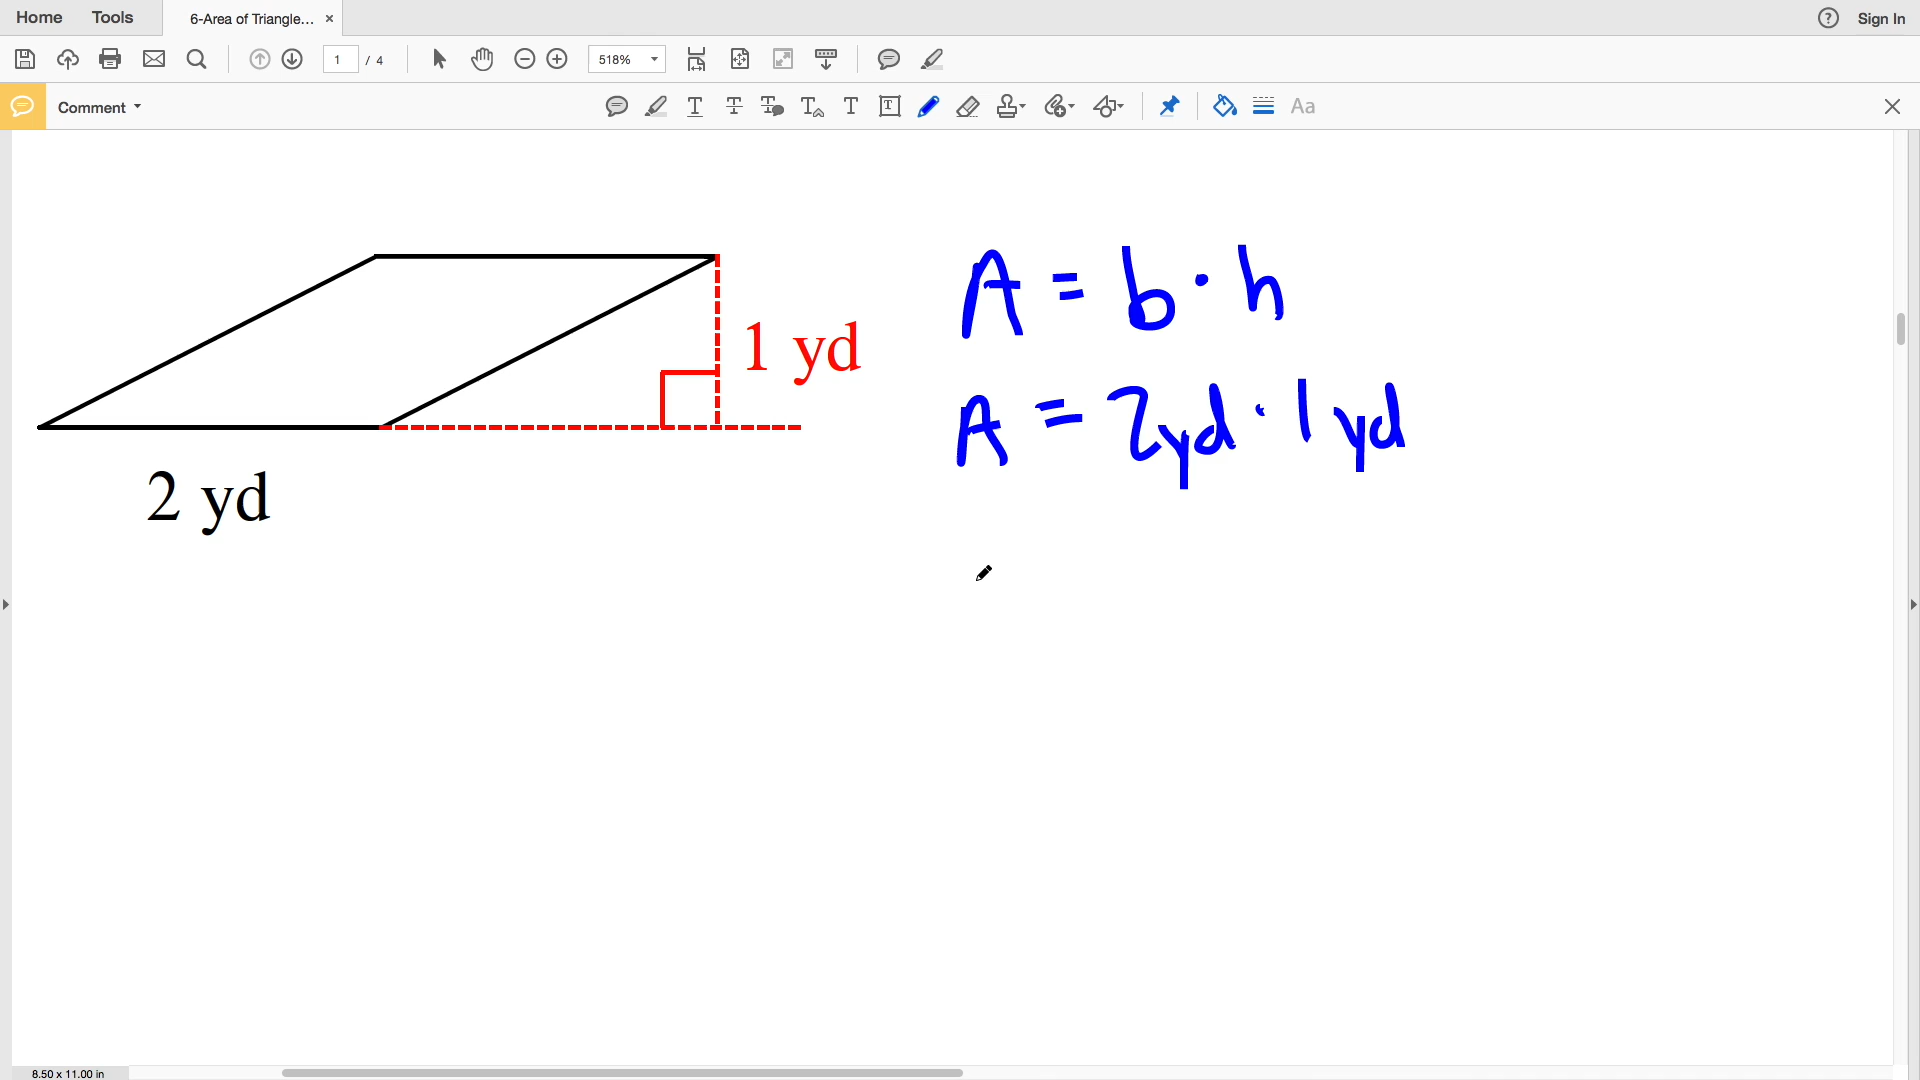 Home Tools 6-Area of Triangle... × ? Sign In
1 / 4 518%
Comment T T T T T T Aa
A = b · h
1 yd
A = 2yd · 1 yd
2 yd
8.50 x 11.00 in